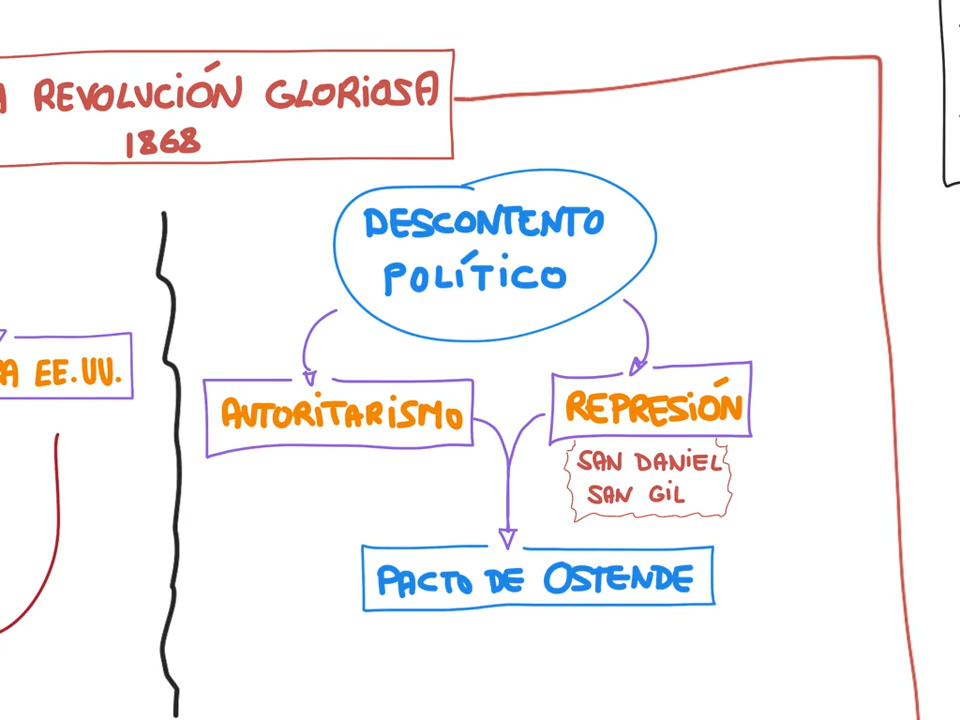 A REVOLUCIÓN GLORIOSA
1868
DESCONTENTO
POLÍTICO
EE.UU.
AUTORITARISMO
REPRESIÓN
SAN DANIEL
SAN GIL
PACTO DE OSTENDE